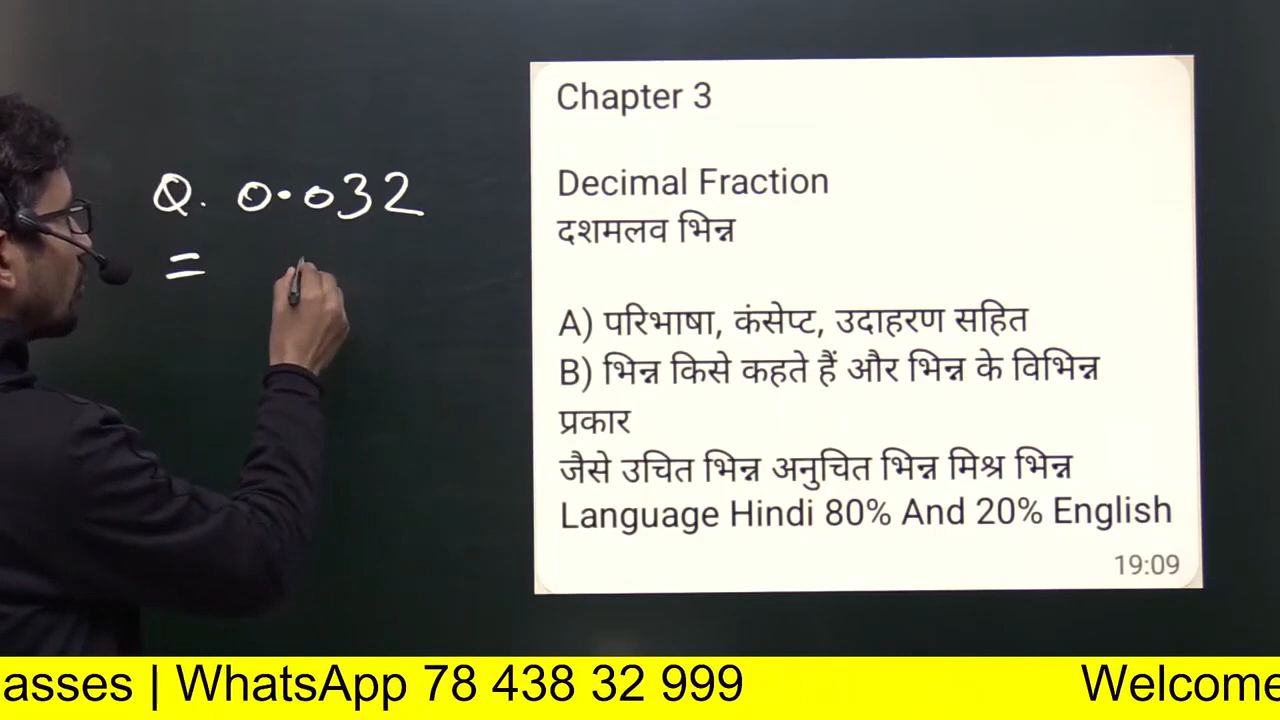 Q. 0.032
=
Chapter 3
Decimal Fraction
दशमलव भिन्न
A) परिभाषा, कंसेप्ट, उदाहरण सहित
B) भिन्न किसे कहते हैं और भिन्न के विभिन्न
प्रकार
जैसे उचित भिन्न अनुचित भिन्न मिश्र भिन्न
Language Hindi 80% And 20% English
19:09
asses | WhatsApp 78 438 32 999 Welcome